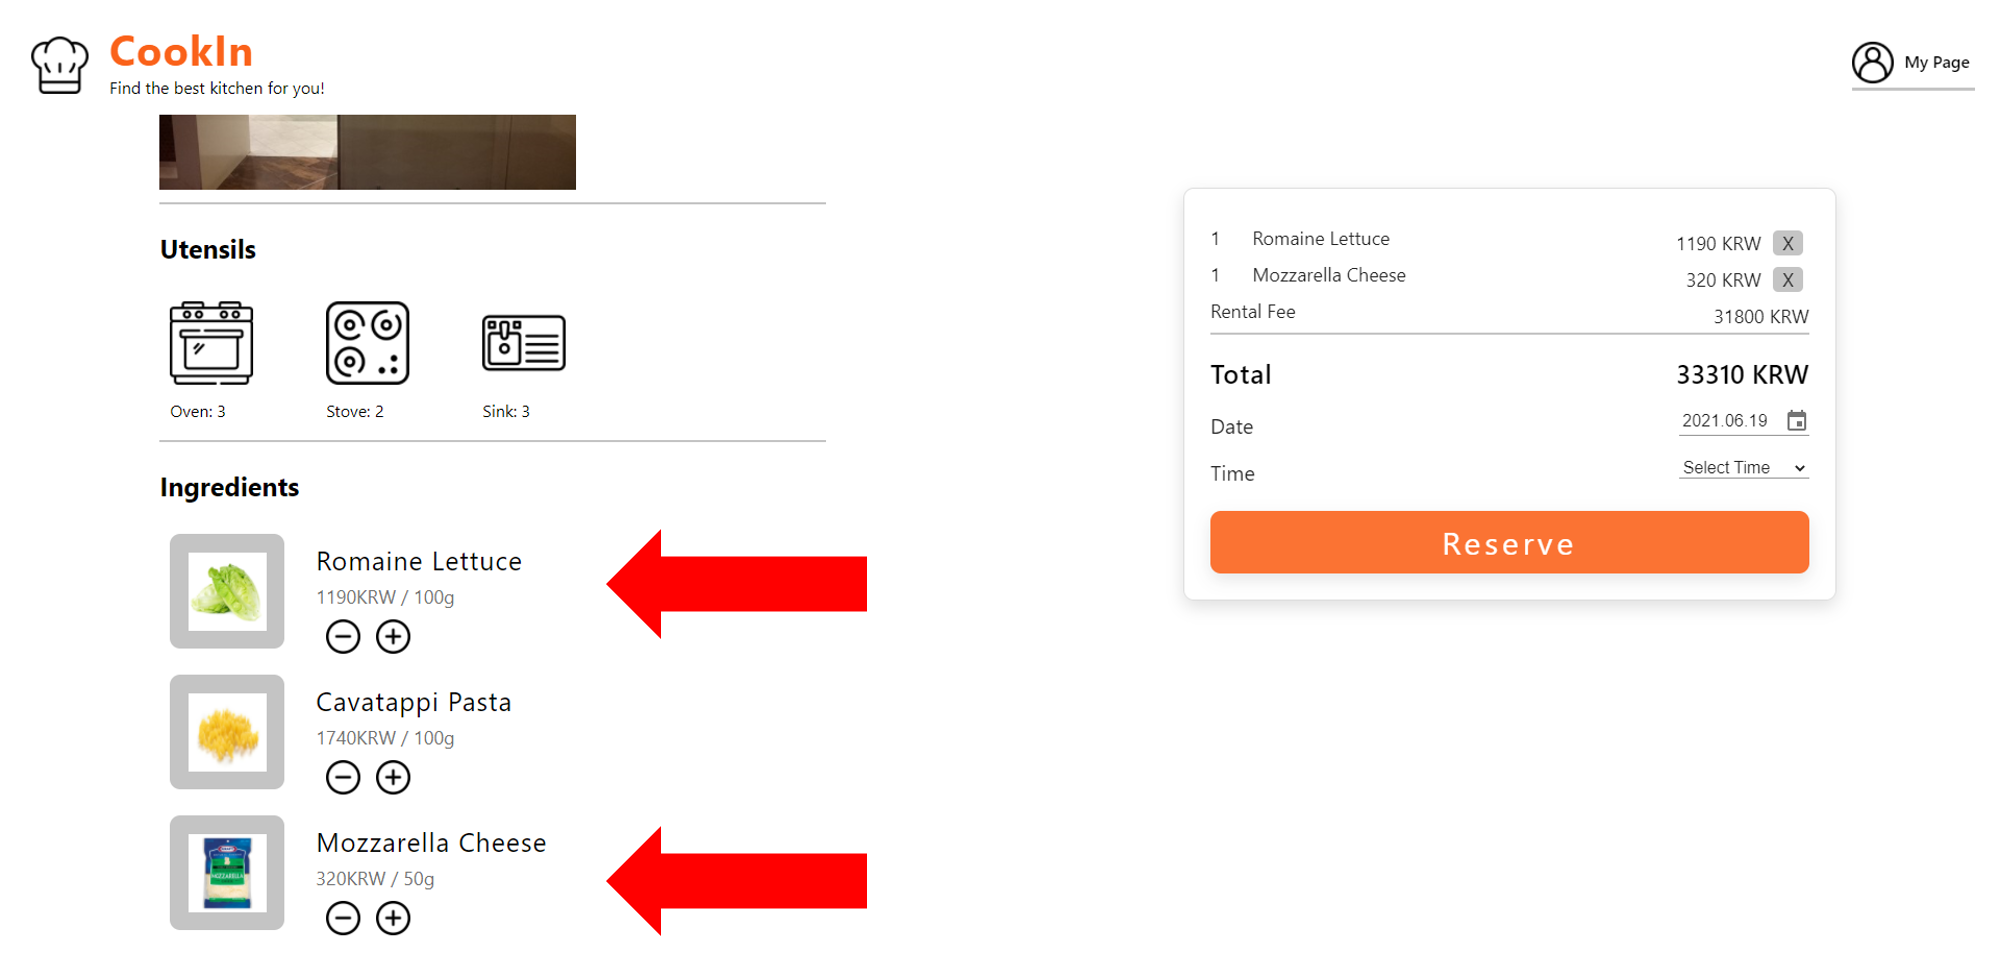 CookIn
Find the best kitchen for you!
My Page
Utensils
Oven: 3
Stove: 2
Sink: 3
Ingredients
Romaine Lettuce
1190KRW / 100g
Cavatappi Pasta
1740KRW / 100g
Mozzarella Cheese
320KRW / 50g
MOZZARELLA
1 Romaine Lettuce 1190 KRW X
1 Mozzarella Cheese 320 KRW X
Rental Fee 31800 KRW
Total 33310 KRW
Date 2021.06.19
Time Select Time
Reserve